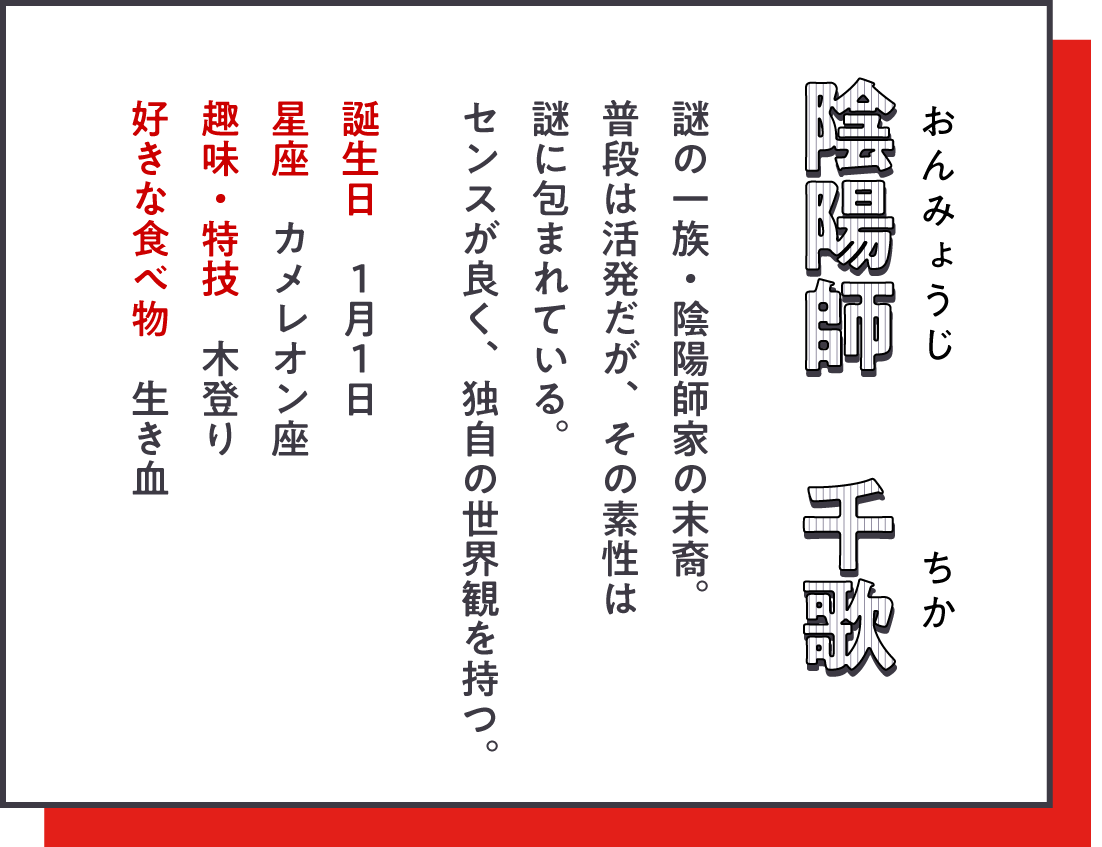 おんみょうじ　ちか
陰陽師　千歌
謎の一族・陰陽師家の末裔。
普段は活発だが、その素性は
謎に包まれている。
センスが良く、独自の世界観を持つ。
誕生日　1月1日
星座　カメレオン座
趣味・特技　木登り
好きな食べ物　生き血